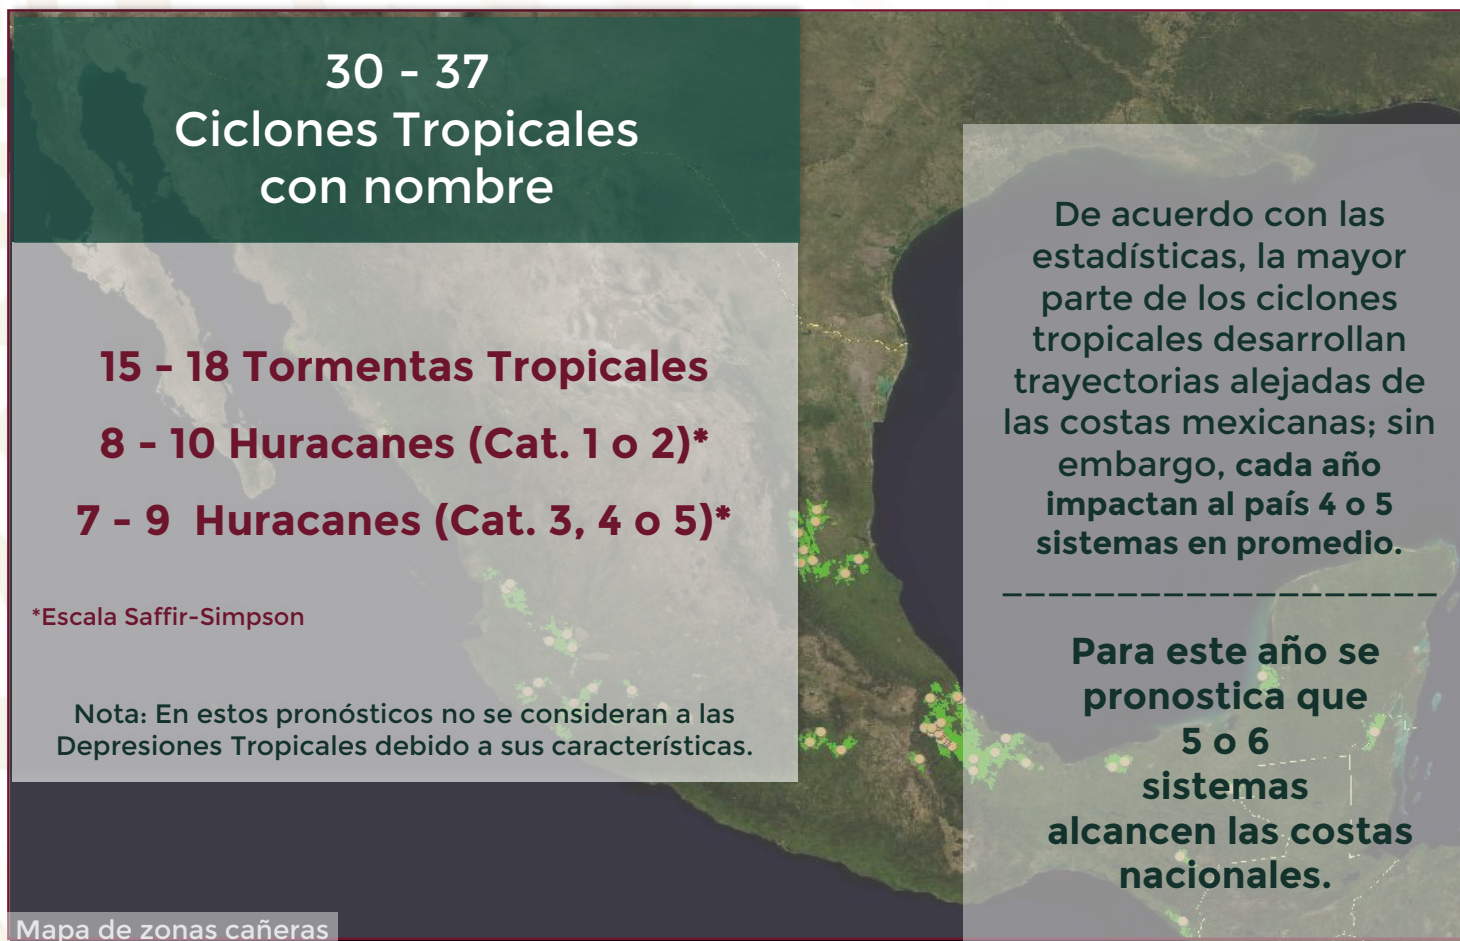 30 - 37
Ciclones Tropicales
con nombre
15 - 18 Tormentas Tropicales
8 - 10 Huracanes (Cat. 1 o 2)*
7 - 9 Huracanes (Cat. 3, 4 o 5)*
*Escala Saffir-Simpson
Nota: En estos pronósticos no se consideran a las
Depresiones Tropicales debido a sus características.
Mapa de zonas cañeras
De acuerdo con las
estadísticas, la mayor
parte de los ciclones
tropicales desarrollan
trayectorias alejadas de
las costas mexicanas; sin
embargo, cada año
impactan al país 4 o 5
sistemas en promedio.
___________________
Para este año se
pronostica que
5 o 6
sistemas
alcancen las costas
nacionales.